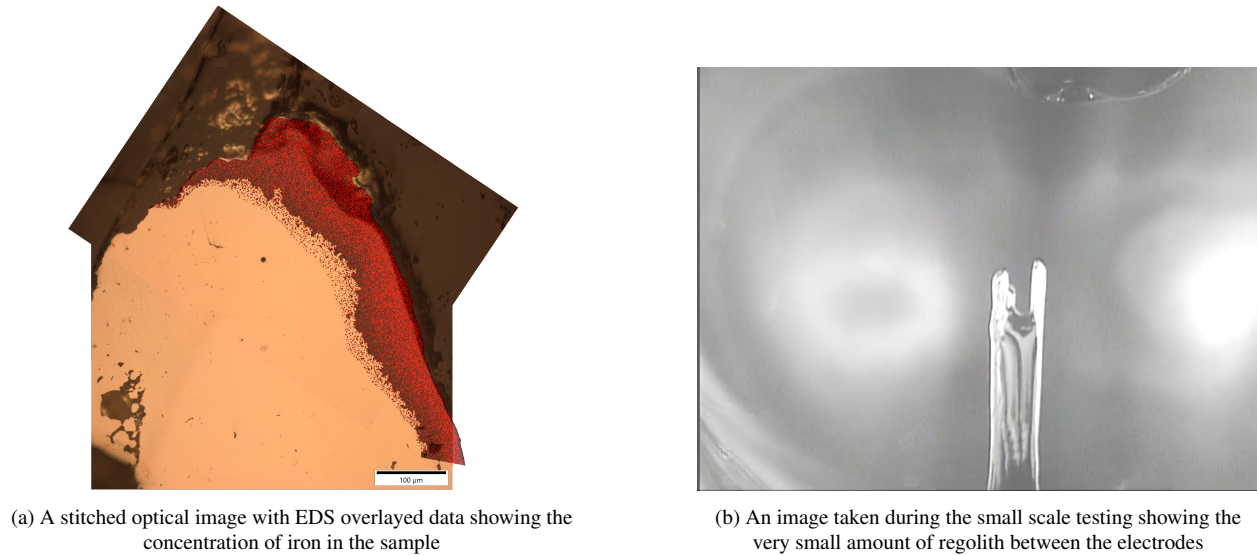 100 µm
(a) A stitched optical image with EDS overlayed data showing the
concentration of iron in the sample
(b) An image taken during the small scale testing showing the
very small amount of regolith between the electrodes